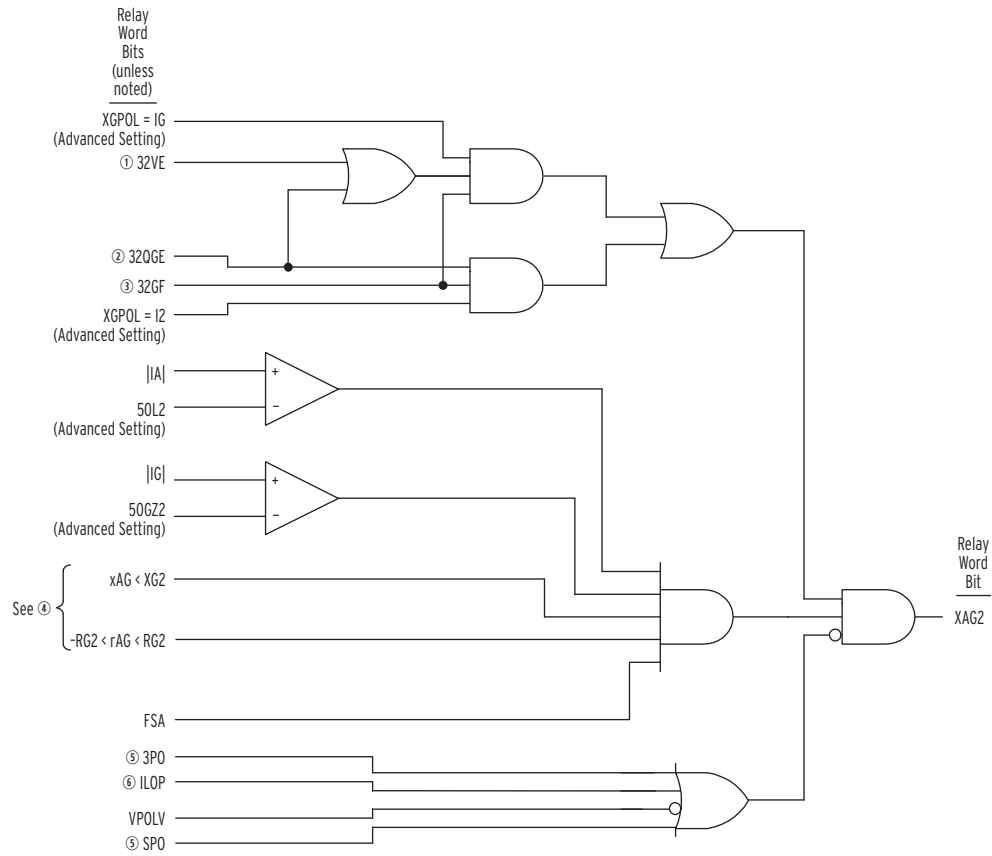 Relay
Word
Bits
(unless
noted)
XGPOL = IG
(Advanced Setting)
① 32VE
② 32QGE
③ 32GF
XGPOL = I2
(Advanced Setting)
|IA|
+
50L2
−
(Advanced Setting)
|IG|
+
50GZ2
−
(Advanced Setting)
xAG < XG2
See ④
-RG2 < rAG < RG2
Relay
Word
Bit
XAG2
FSA
⑤ 3PO
⑥ ILOP
VPOLV
⑤ SPO